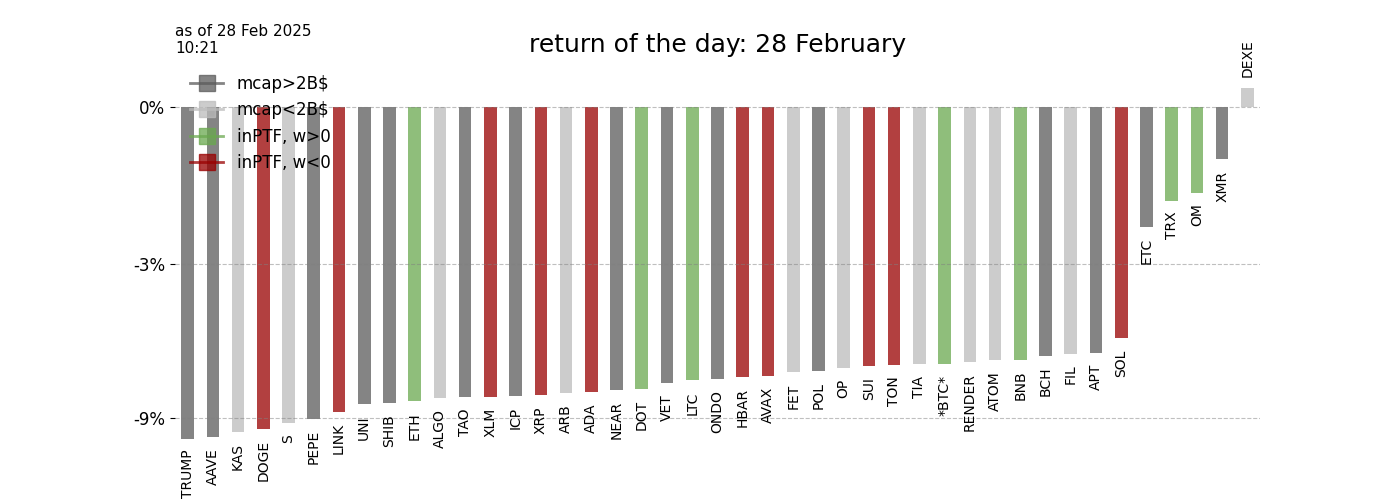 as of 28 Feb 2025
10:21
return of the day: 28 February
mcap>2B$
mcap<2B$
inPTF, w>0
inPTF, w<0
0%
-3%
-9%
TRUMP
AAVE
KAS
DOGE
S
PEPE
LINK
UNI
SHIB
ETH
ALGO
TAO
XLM
ICP
XRP
ARB
ADA
NEAR
DOT
VET
LTC
ONDO
HBAR
AVAX
FET
POL
OP
SUI
TON
TIA
*BTC*
RENDER
ATOM
BNB
BCH
FIL
APT
SOL
ETC
TRX
OM
XMR
DEXE